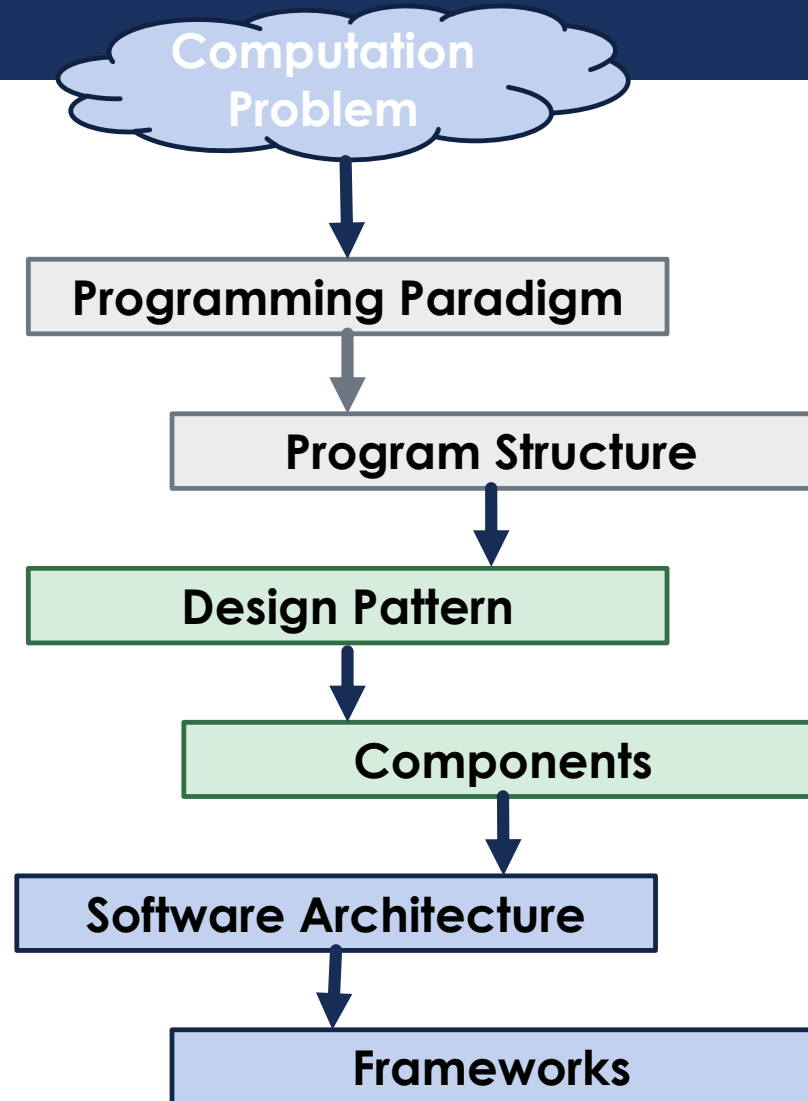 Computation
Problem
Programming Paradigm
Program Structure
Design Pattern
Components
Software Architecture
Frameworks